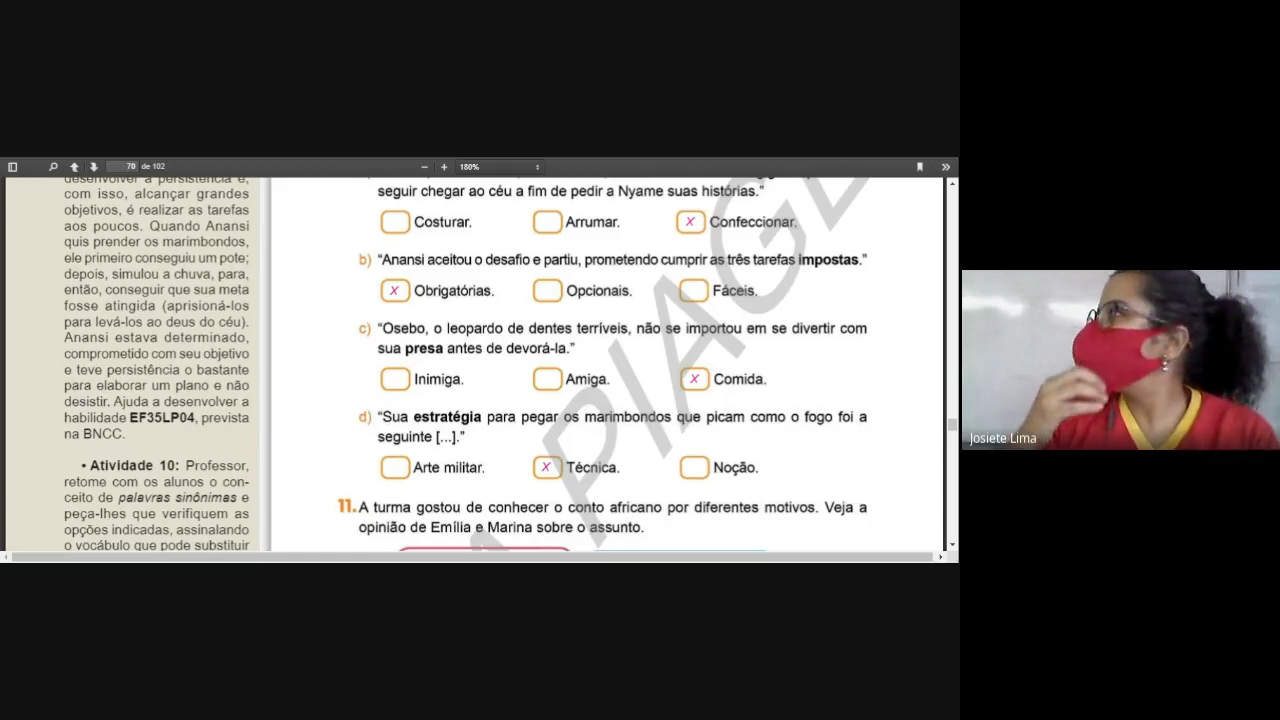 70 de 102
180%
desenvolver a persistência e,
com isso, alcançar grandes
objetivos, é realizar as tarefas
aos poucos. Quando Anansi
quis prender os marimbondos,
ele primeiro conseguiu um pote;
depois, simulou a chuva, para,
então, conseguir que sua meta
fosse atingida (aprisioná-los
para levá-los ao deus do céu).
Anansi estava determinado,
comprometido com seu objetivo
e teve persistência o bastante
para elaborar um plano e não
desistir. Ajuda a desenvolver a
habilidade EF35LP04, prevista
na BNCC.
• Atividade 10: Professor,
retome com os alunos o con-
ceito de palavras sinônimas e
peça-lhes que verifiquem as
opções indicadas, assinalando
o vocábulo que pode substituir
seguir chegar ao céu a fim de pedir a Nyame suas histórias.”
Costurar. Arrumar. x Confeccionar.
b) “Anansi aceitou o desafio e partiu, prometendo cumprir as três tarefas impostas.”
x Obrigatórias. Opcionais. Fáceis.
c) “Osebo, o leopardo de dentes terríveis, não se importou em se divertir com
sua presa antes de devorá-la.”
Inimiga. Amiga. x Comida.
d) “Sua estratégia para pegar os marimbondos que picam como o fogo foi a
seguinte [...].”
Arte militar. x Técnica. Noção.
11. A turma gostou de conhecer o conto africano por diferentes motivos. Veja a
opinião de Emília e Marina sobre o assunto.
PIAGE
Josiete Lima